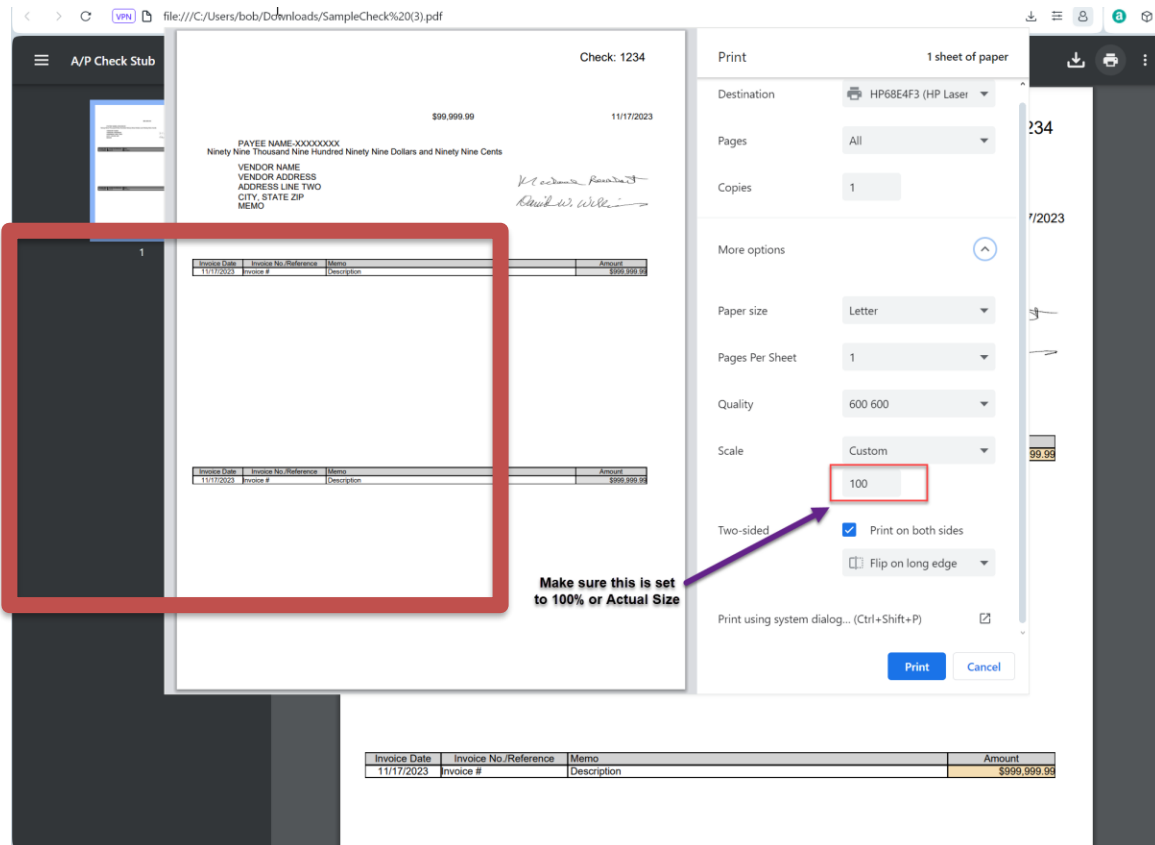 VPN file:///C:/Users/bob/Downloads/SampleCheck%20(3).pdf
A/P Check Stub
1
Check: 1234
$99,999.99 11/17/2023
PAYEE NAME-XXXXXXXX
Ninety Nine Thousand Nine Hundred Ninety Nine Dollars and Ninety Nine Cents
VENDOR NAME
VENDOR ADDRESS
ADDRESS LINE TWO
CITY, STATE ZIP
MEMO
Invoice Date Invoice No./Reference Memo Amount
11/17/2023 Invoice # Description $999,999.99
Invoice Date Invoice No./Reference Memo Amount
11/17/2023 Invoice # Description $999,999.99
Print 1 sheet of paper
Destination HP68E4F3 (HP Laser
Pages All
Copies 1
More options
Paper size Letter
Pages Per Sheet 1
Quality 600 600
Scale Custom
100
Two-sided Print on both sides
Flip on long edge
Make sure this is set
to 100% or Actual Size
Print using system dialog... (Ctrl+Shift+P)
Print Cancel
234
/2023
99.99
Invoice Date Invoice No./Reference Memo Amount
11/17/2023 Invoice # Description $999,999.99